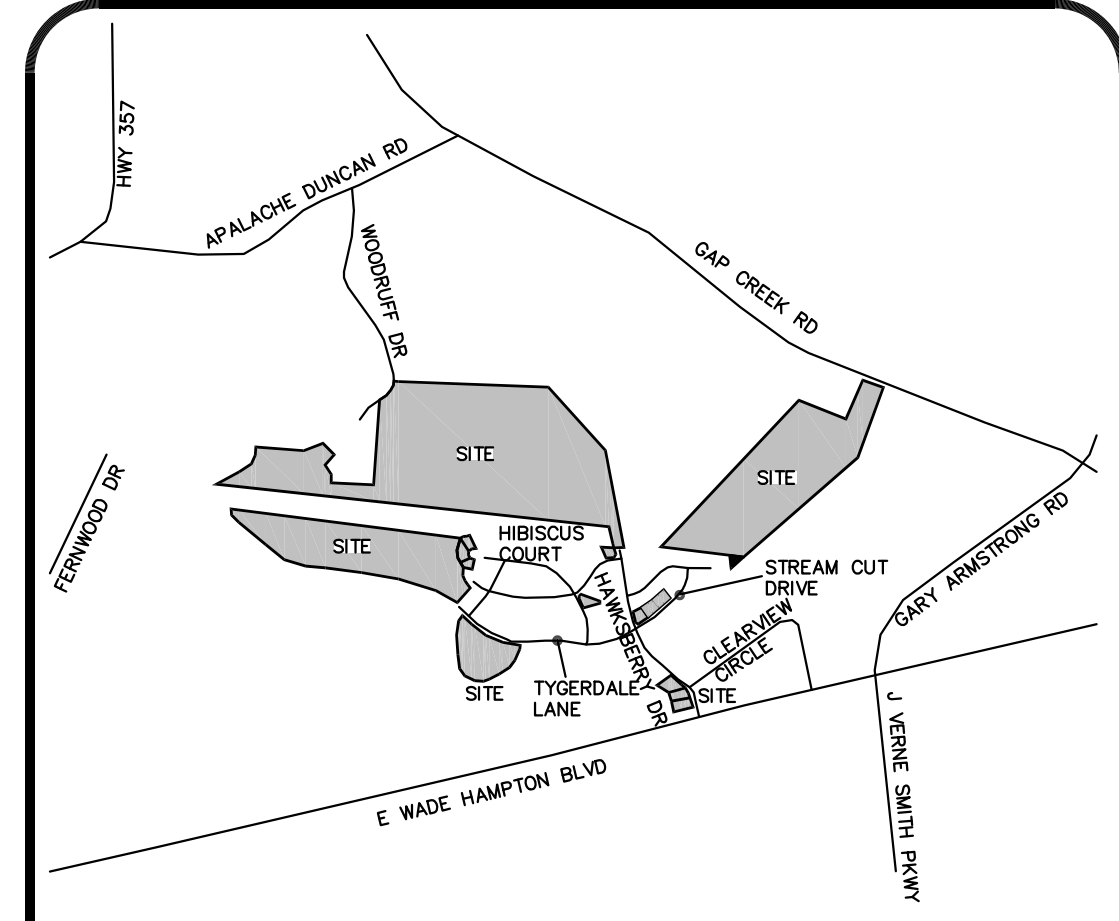 HWY 357
APALACHE DUNCAN RD
WOODRUFF DR
GAP CREEK RD
SITE
SITE
FERNWOOD DR
SITE
HIBISCUS
COURT
GARY ARMSTRONG RD
STREAM CUT
DRIVE
HAWKSBERRY DR
CLEARVIEW
CIRCLE
SITE
TYGERDALE
LANE
SITE
E WADE HAMPTON BLVD
J VERNE SMITH PKWY